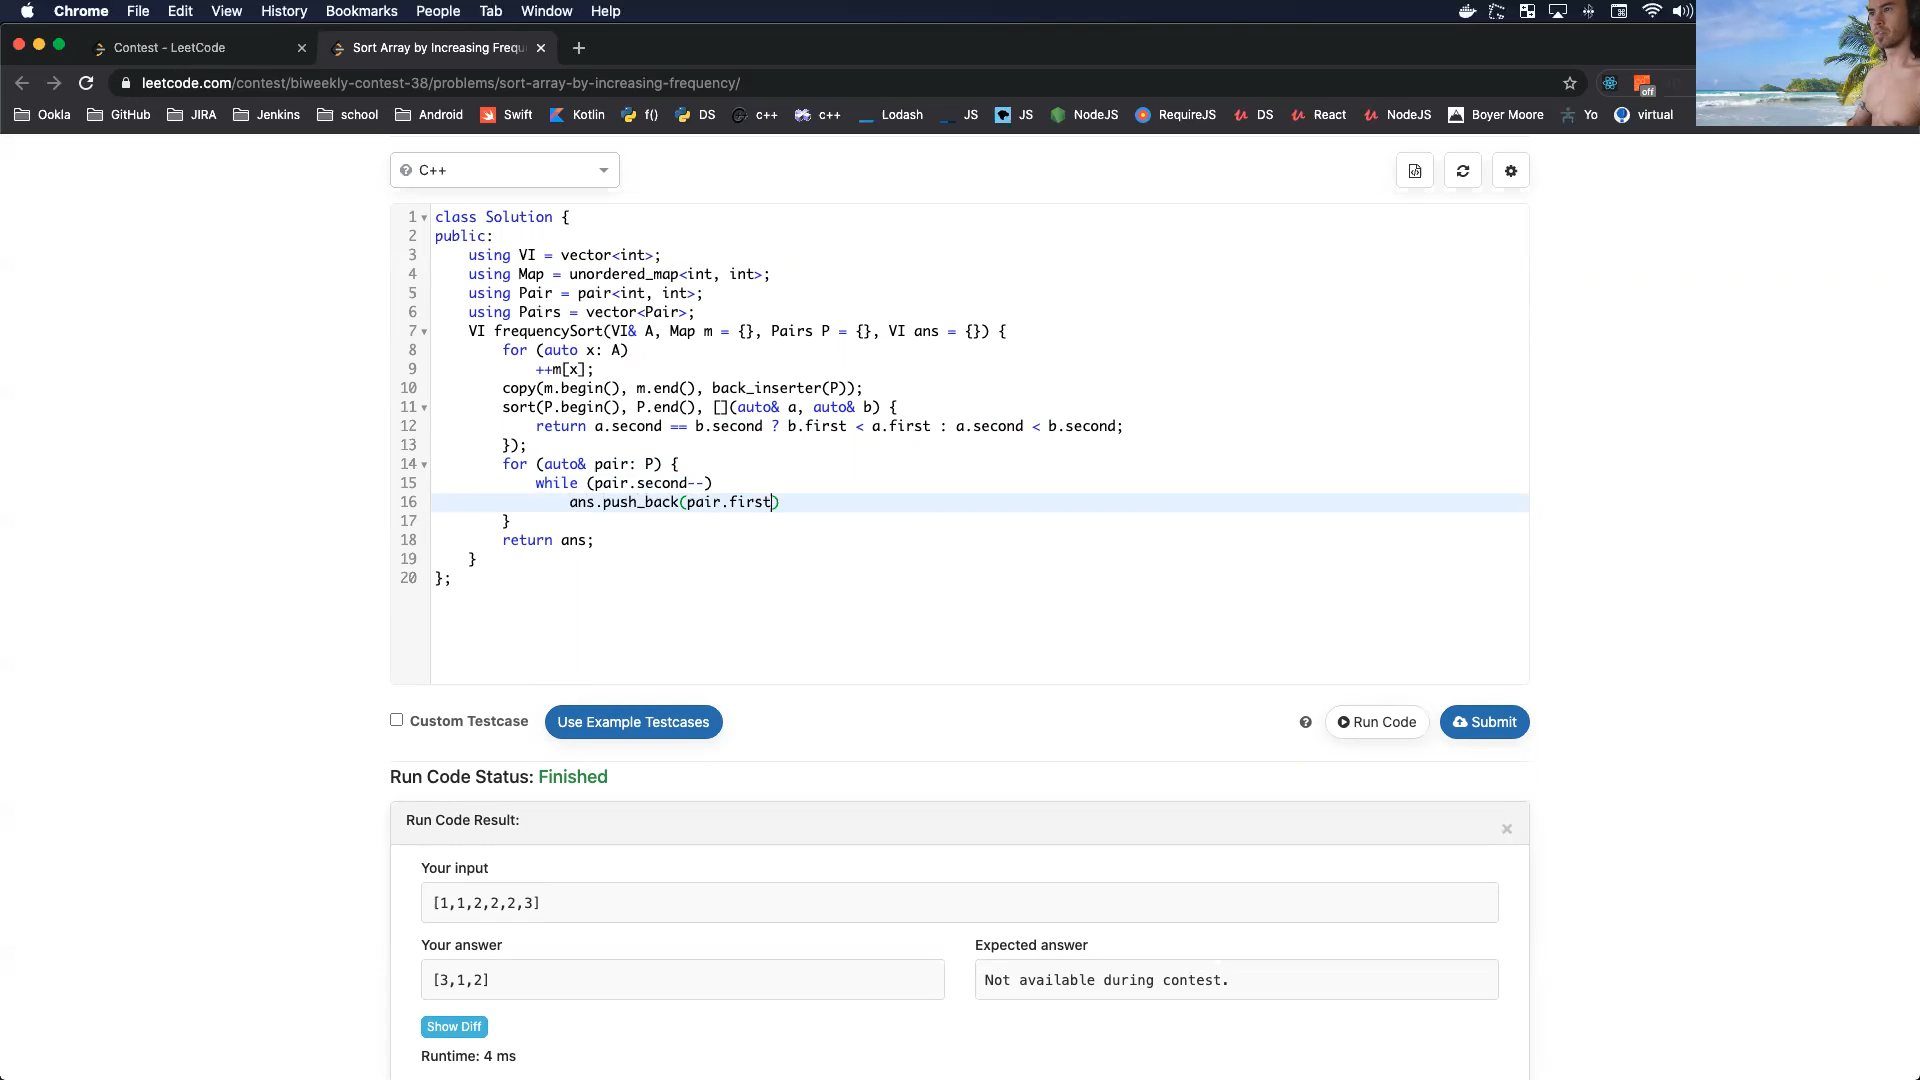 Chrome File Edit View History Bookmarks People Tab Window Help
Contest - LeetCode
Sort Array by Increasing Frequ
leetcode.com/contest/biweekly-contest-38/problems/sort-array-by-increasing-frequency/
off
Ookla GitHub JIRA Jenkins school Android Swift Kotlin f() DS c++ c++ Lodash JS JS NodeJS RequireJS DS React NodeJS Boyer Moore Yo virtual
C++
1 class Solution {
2 public:
3 using VI = vector<int>;
4 using Map = unordered_map<int, int>;
5 using Pair = pair<int, int>;
6 using Pairs = vector<Pair>;
7 VI frequencySort(VI& A, Map m = {}, Pairs P = {}, VI ans = {}) {
8 for (auto x: A)
9 ++m[x];
10 copy(m.begin(), m.end(), back_inserter(P));
11 sort(P.begin(), P.end(), [](auto& a, auto& b) {
12 return a.second == b.second ? b.first < a.first : a.second < b.second;
13 });
14 for (auto& pair: P) {
15 while (pair.second--)
16 ans.push_back(pair.first)
17 }
18 return ans;
19 }
20 };
Custom Testcase Use Example Testcases Run Code Submit
Run Code Status: Finished
Run Code Result:
Your input
[1,1,2,2,2,3]
Your answer
Expected answer
[3,1,2]
Not available during contest.
Show Diff
Runtime: 4 ms